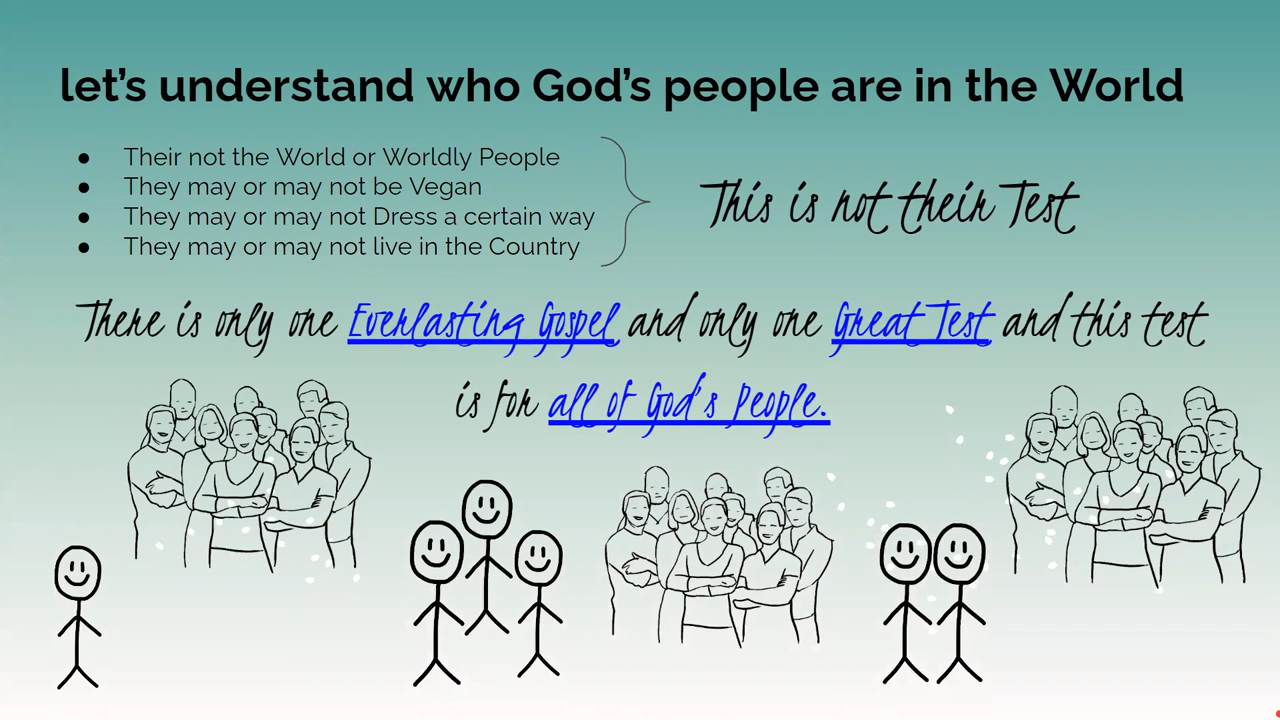 let's understand who God's people are in the World
● Their not the World or Worldly People
● They may or may not be Vegan
● They may or may not Dress a certain way
● They may or may not live in the Country
This is not their Test
There is only one Everlasting Gospel and only one Great Test and this test
is for all of God's People.